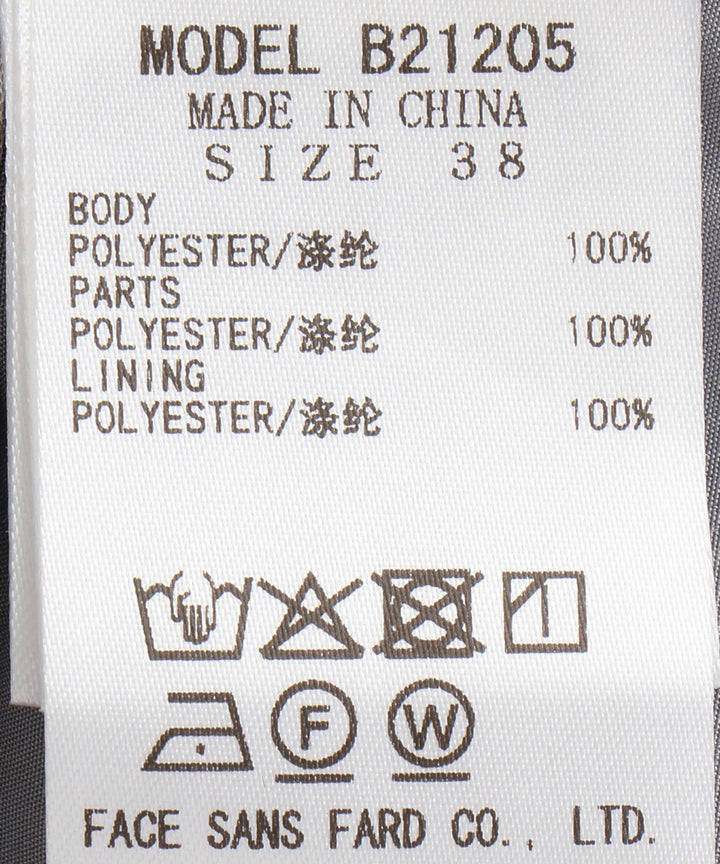 MODEL B21205
MADE IN CHINA
SIZE 38
BODY
POLYESTER/涤纶 100%
PARTS
POLYESTER/涤纶 100%
LINING
POLYESTER/涤纶 100%
F W
FACE SANS FARD CO., LTD.